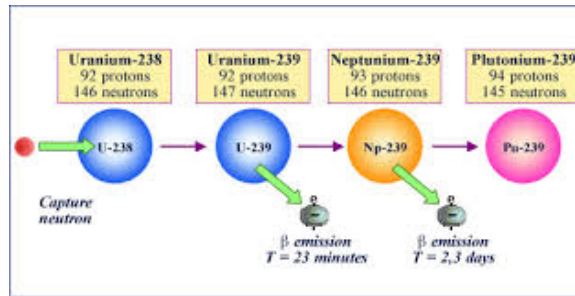 Uranium-238
92 protons
146 neutrons
Uranium-239
92 protons
147 neutrons
Neptunium-239
93 protons
146 neutrons
Plutonium-239
94 protons
145 neutrons
U-238
U-239
Np-239
Pu-239
Capture
neutron
e
−
β emission
T = 23 minutes
e
−
β emission
T = 2,3 days